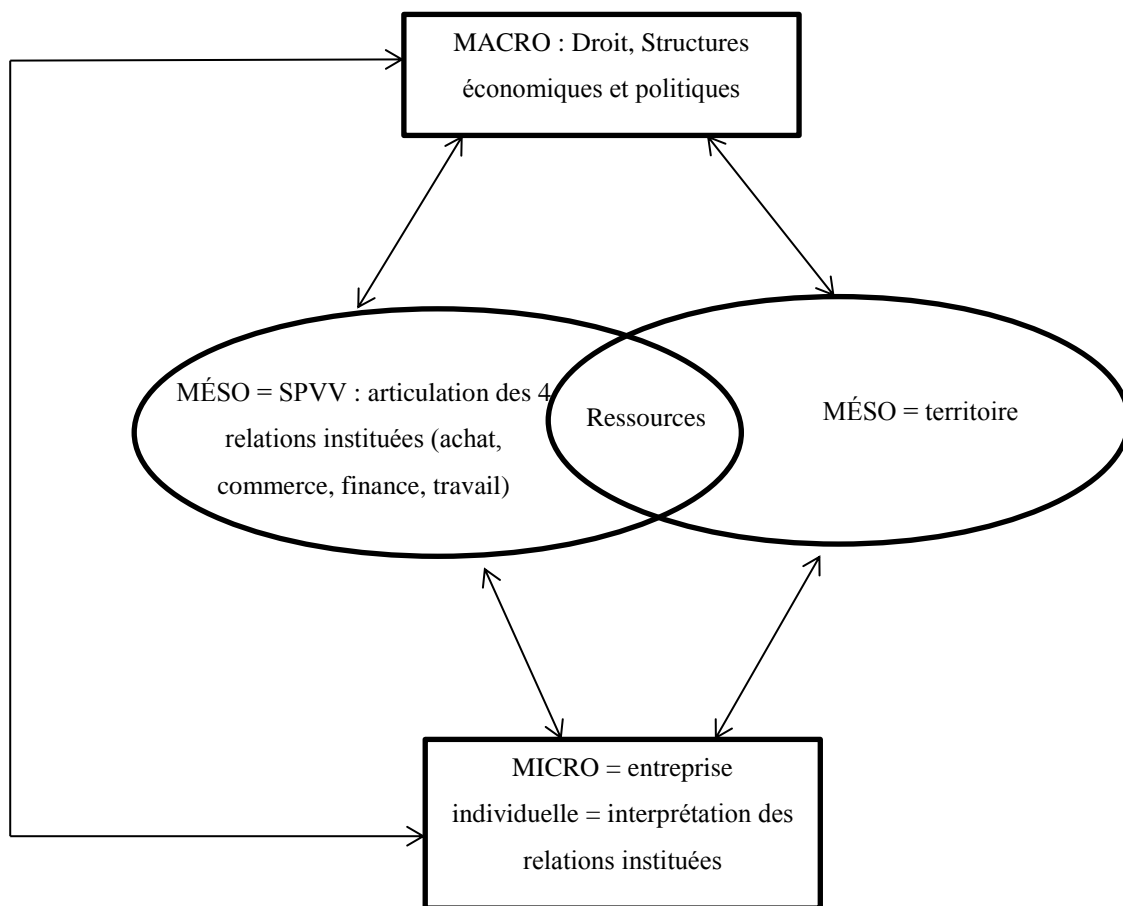 MACRO : Droit, Structures
économiques et politiques
MÉSO = SPVV : articulation des 4
relations instituées (achat,
commerce, finance, travail)
Ressources
MÉSO = territoire
MICRO = entreprise
individuelle = interprétation des
relations instituées